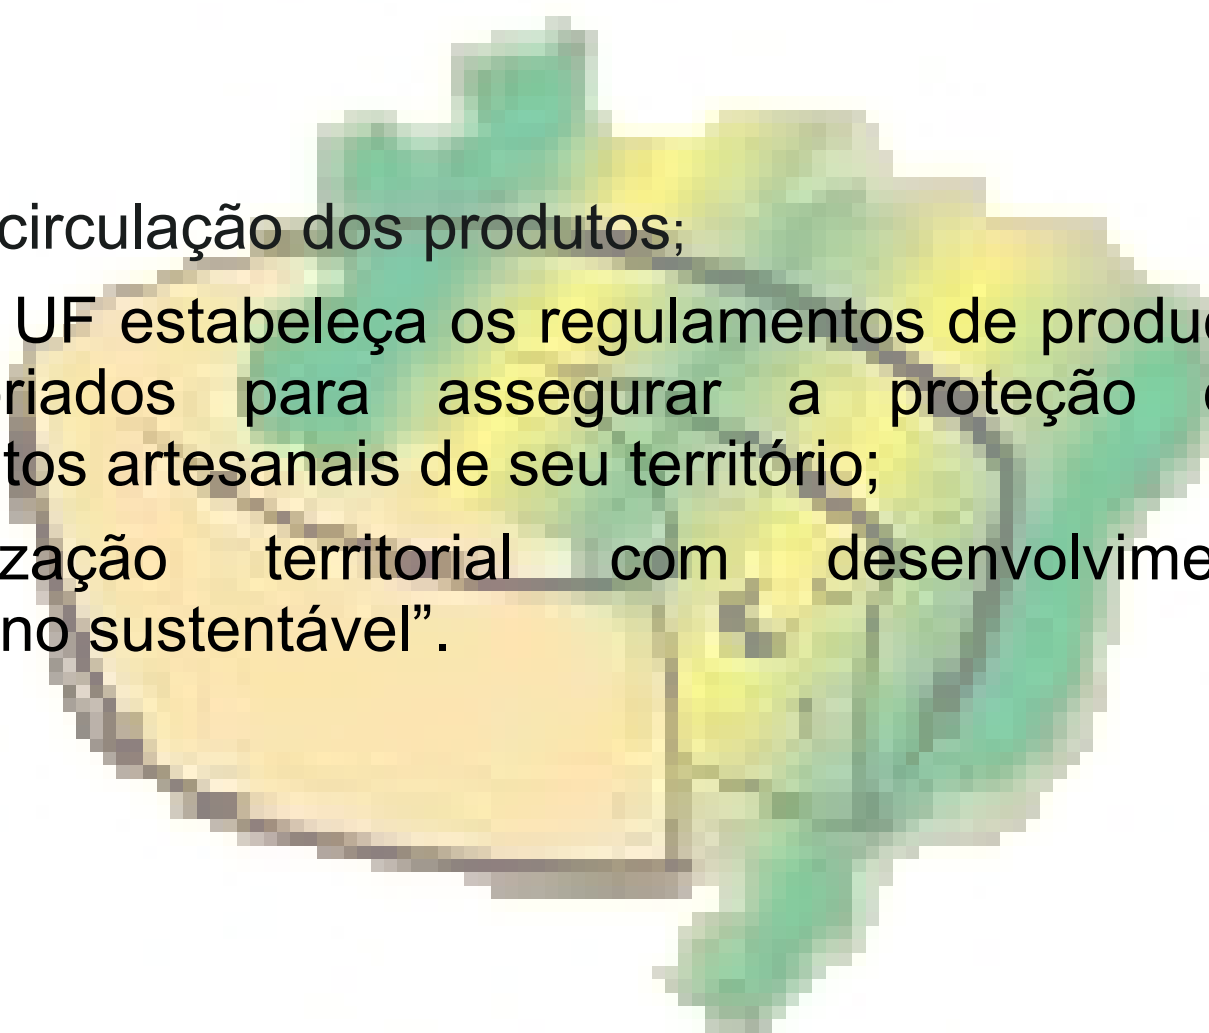 circulação dos produtos;
UF estabeleça os regulamentos de produ
riados para assegurar a proteção
tos artesanais de seu território;
zação territorial com desenvolvime
no sustentável”.